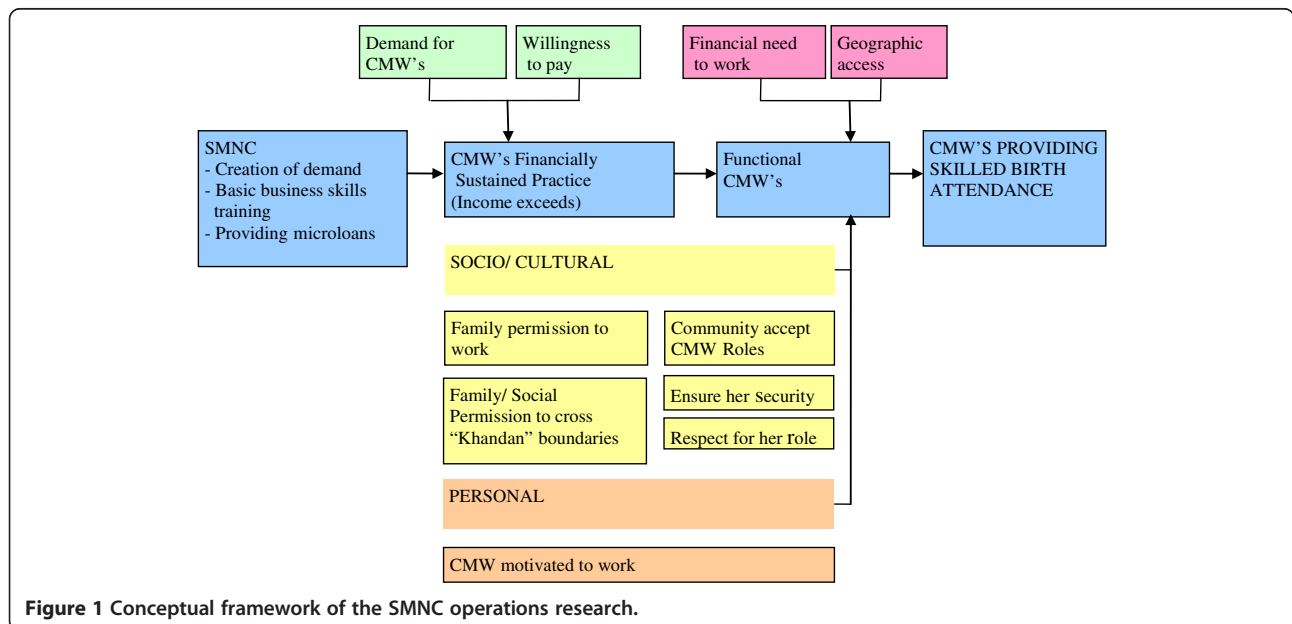 Demand for
CMW's
Willingness
to pay
Financial need
to work
Geographic
access
SMNC
- Creation of demand
- Basic business skills
training
- Providing microloans
CMW's Financially
Sustained Practice
(Income exceeds)
Functional
CMW's
CMW'S PROVIDING
SKILLED BIRTH
ATTENDANCE
SOCIO/ CULTURAL
Family permission to
work
Community accept
CMW Roles
Family/ Social
Permission to cross
“Khandan” boundaries
Ensure her security
Respect for her role
PERSONAL
CMW motivated to work
Figure 1 Conceptual framework of the SMNC operations research.